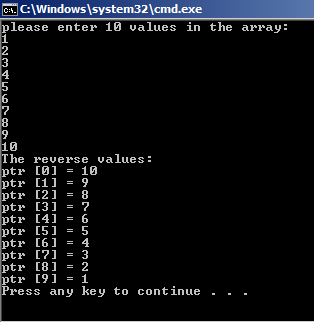 C:\Windows\system32\cmd.exe
please enter 10 values in the array:
1
2
3
4
5
6
7
8
9
10
The reverse values:
ptr [0] = 10
ptr [1] = 9
ptr [2] = 8
ptr [3] = 7
ptr [4] = 6
ptr [5] = 5
ptr [6] = 4
ptr [7] = 3
ptr [8] = 2
ptr [9] = 1
Press any key to continue . . .